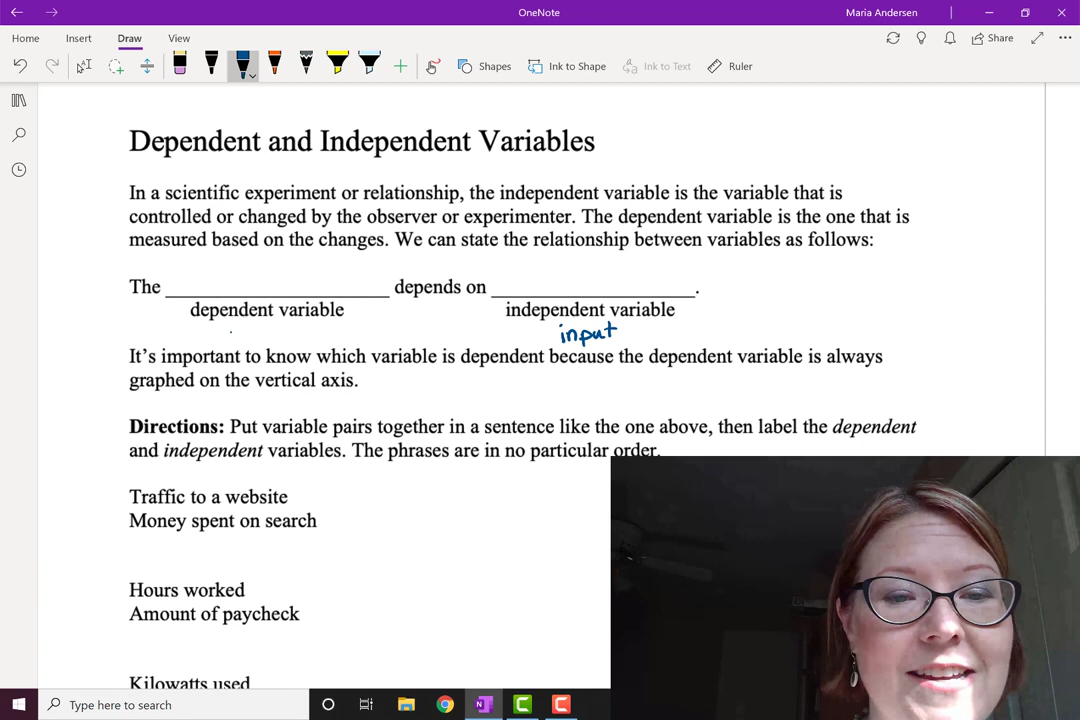 OneNote
Maria Andersen
Home Insert Draw View
Share
Shapes Ink to Shape Ink to Text Ruler
Dependent and Independent Variables
In a scientific experiment or relationship, the independent variable is the variable that is
controlled or changed by the observer or experimenter. The dependent variable is the one that is
measured based on the changes. We can state the relationship between variables as follows:
The ____________________ depends on ____________________.
dependent variable independent variable
input
It's important to know which variable is dependent because the dependent variable is always
graphed on the vertical axis.
Directions: Put variable pairs together in a sentence like the one above, then label the dependent
and independent variables. The phrases are in no particular order.
Traffic to a website
Money spent on search
Hours worked
Amount of paycheck
Kilowatts used
Type here to search